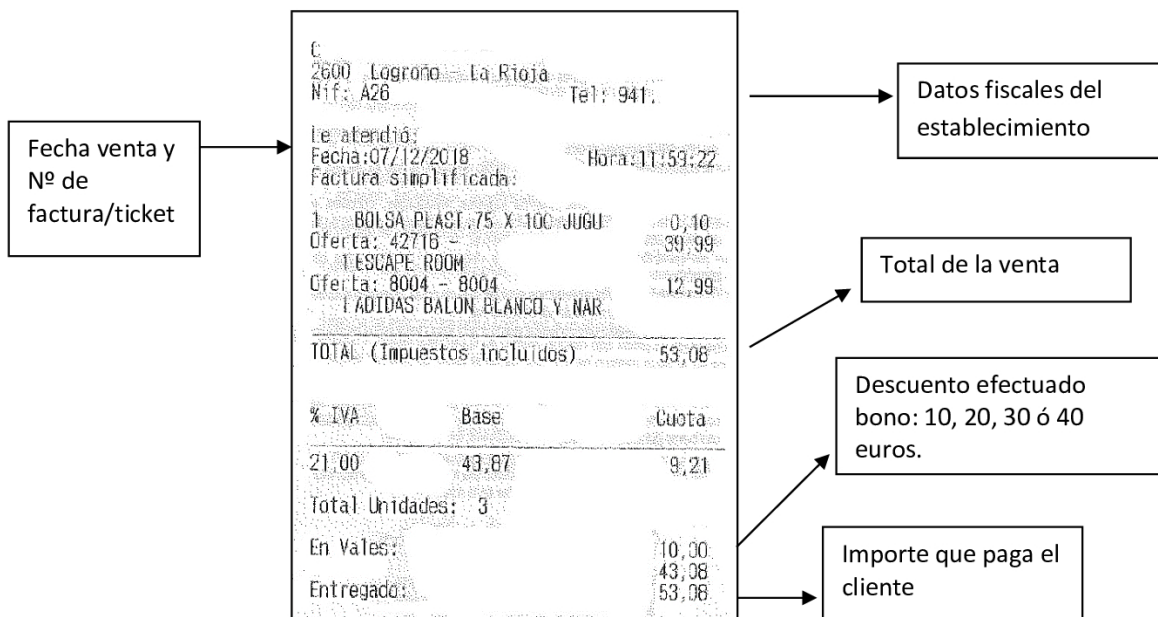 Fecha venta y
Nº de
factura/ticket
C
2600 Logroño - La Rioja
Nif: A26 Tel: 941.
Le atendió:
Fecha:07/12/2018 Hora:11:59:22
Factura simplificada:
1 BOLSA PLAST.75 X 100 JUGU 0,10
Oferta: 42716 - 39,99
1 ESCAPE ROOM
Oferta: 8004 - 8004 12,99
1 ADIDAS BALON BLANCO Y NAR
TOTAL (Impuestos incluidos) 53,08
% IVA Base Cuota
21,00 43,87 9,21
Total Unidades: 3
En Vales: 10,00
43,08
Entregado: 53,08
Datos fiscales del
establecimiento
Total de la venta
Descuento efectuado
bono: 10, 20, 30 ó 40
euros.
Importe que paga el
cliente